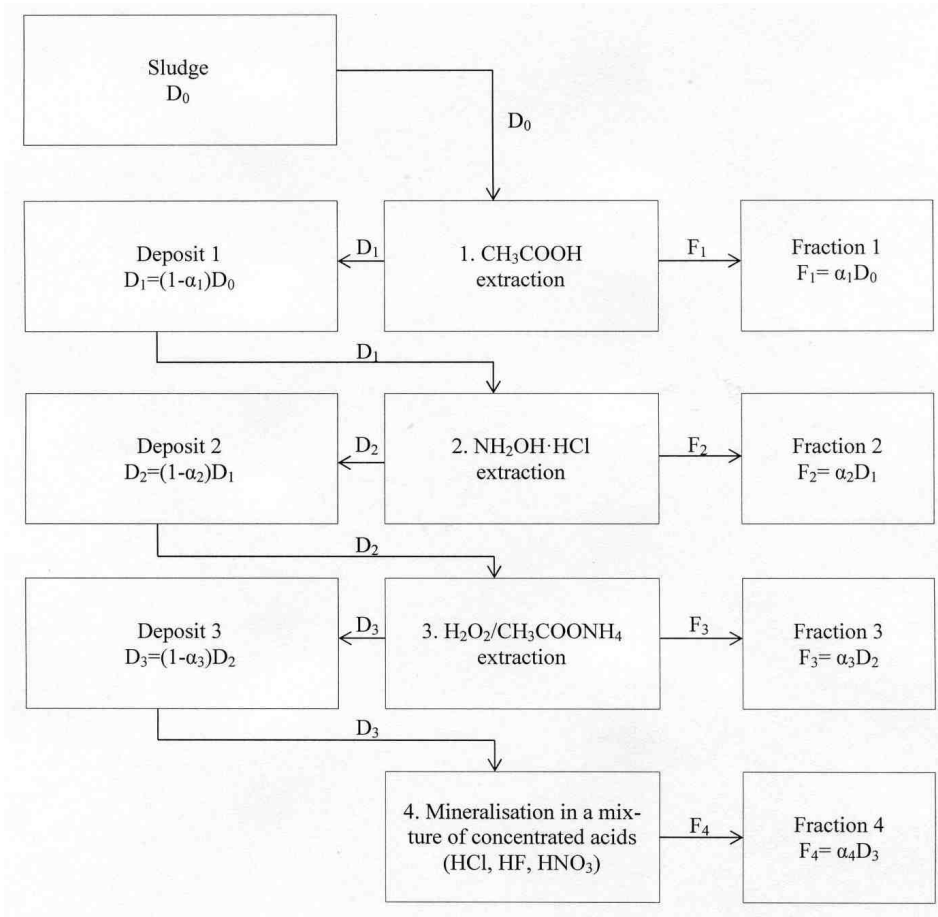 Sludge
D₀
D₀
Deposit 1
D₁=(1-α₁)D₀
D₁
1. CH₃COOH
extraction
F₁
Fraction 1
F₁= α₁D₀
D₁
Deposit 2
D₂=(1-α₂)D₁
D₂
2. NH₂OH·HCl
extraction
F₂
Fraction 2
F₂= α₂D₁
D₂
Deposit 3
D₃=(1-α₃)D₂
D₃
3. H₂O₂/CH₃COONH₄
extraction
F₃
Fraction 3
F₃= α₃D₂
D₃
4. Mineralisation in a mix-
ture of concentrated acids
(HCl, HF, HNO₃)
F₄
Fraction 4
F₄= α₄D₃